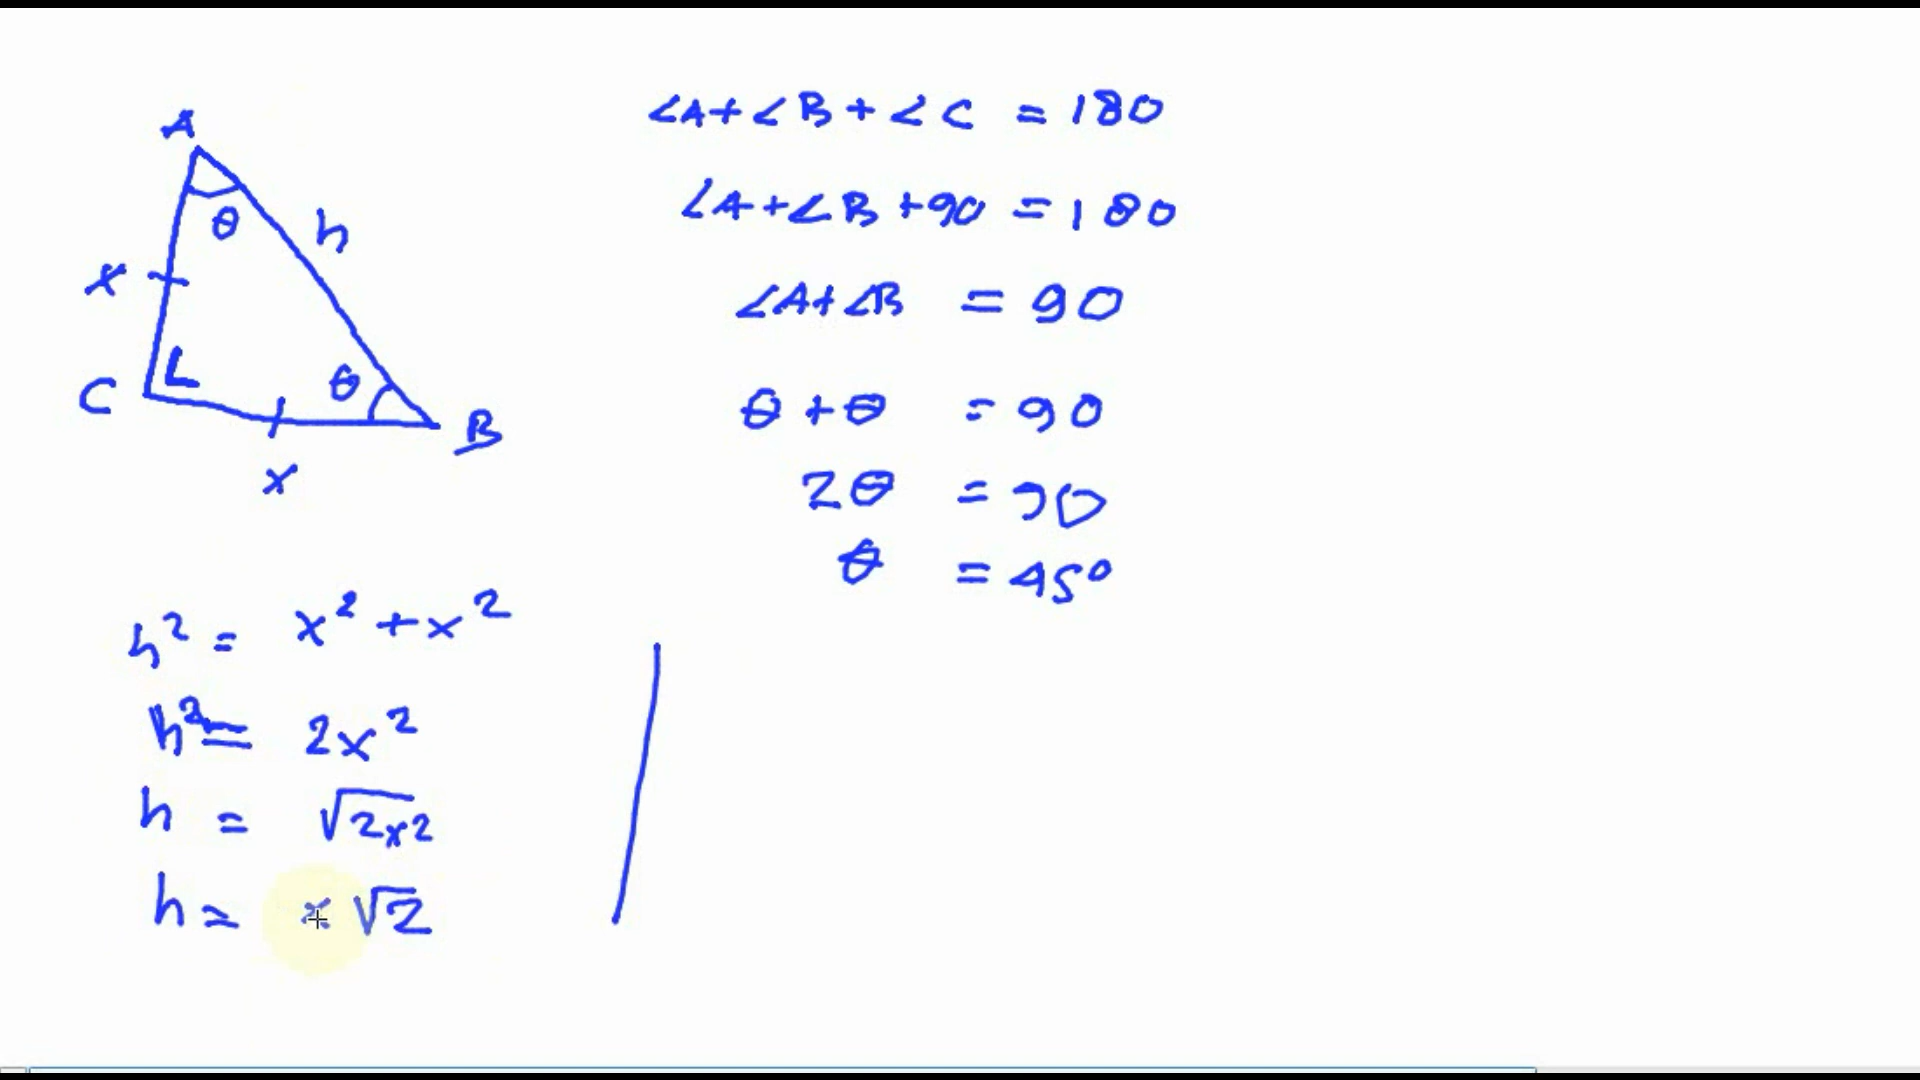 A
θ
h
x
C
θ
B
x
∠A+∠B+∠C = 180
∠A+∠B+90 = 180
∠A+∠B = 90
θ+θ = 90
2θ = 90
θ = 45°
h² = x²+x²
h² = 2x²
h = √2x²
h = x√2